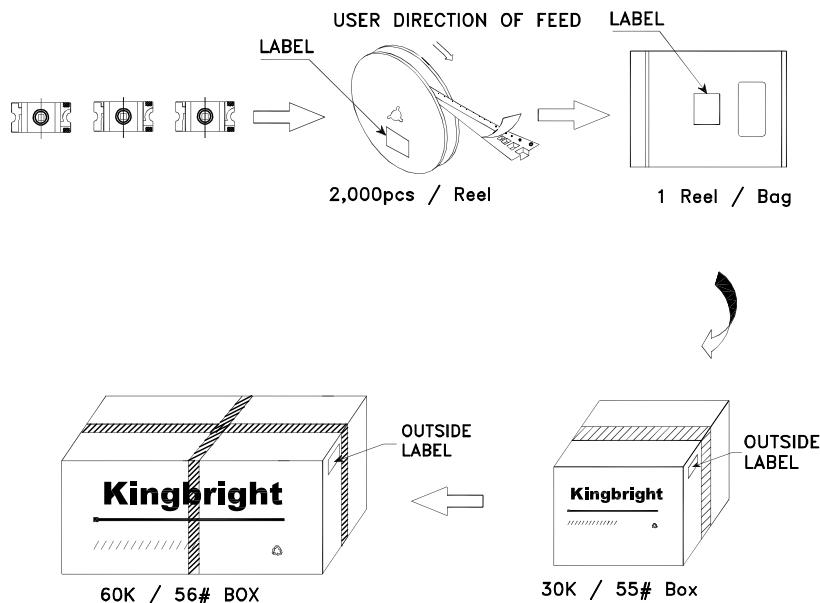 USER DIRECTION OF FEED
LABEL
LABEL
2,000pcs / Reel
1 Reel / Bag
OUTSIDE
LABEL
OUTSIDE
LABEL
Kingbright
Kingbright
60K / 56# BOX
30K / 55# Box